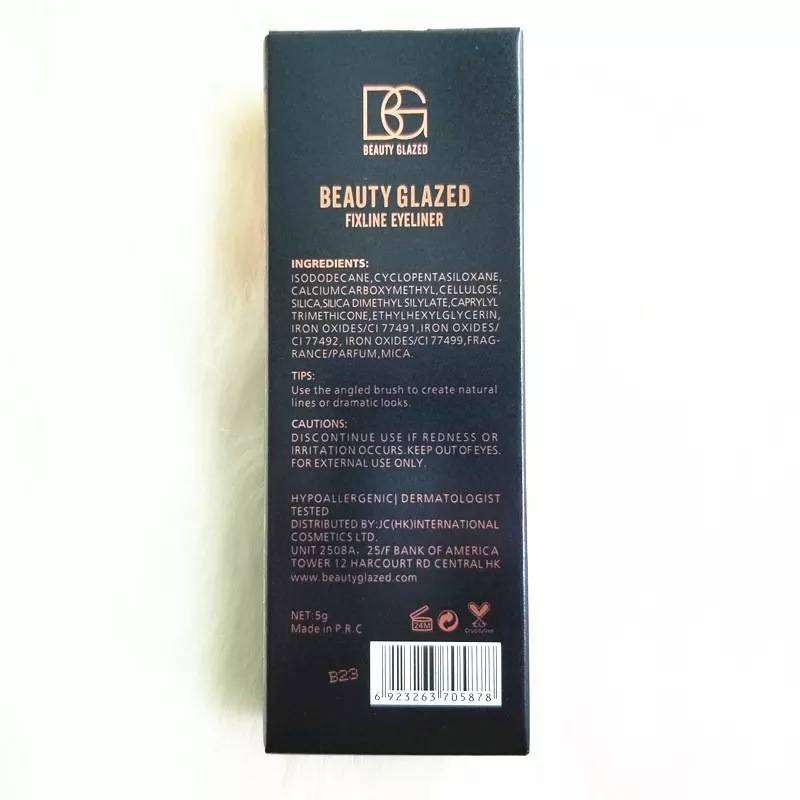 BG
BEAUTY GLAZED
BEAUTY GLAZED
FIXLINE EYELINER
INGREDIENTS:
ISODODECANE,CYCLOPENTASILOXANE,
CALCIUMCARBOXYMETHYL,CELLULOSE,
SILICA,SILICA DIMETHYL SILYLATE,CAPRYLYL
TRIMETHICONE,ETHYLHEXYLGLYCERIN,
IRON OXIDES/CI 77491,IRON OXIDES/
CI 77492, IRON OXIDES/CI 77499,FRAG-
RANCE/PARFUM,MICA.
TIPS:
Use the angled brush to create natural
lines or dramatic looks.
CAUTIONS:
DISCONTINUE USE IF REDNESS OR
IRRITATION OCCURS.KEEP OUT OF EYES.
FOR EXTERNAL USE ONLY.
HYPOALLERGENIC| DERMATOLOGIST
TESTED
DISTRIBUTED BY:JC(HK)INTERNATIONAL
COSMETICS LTD.
UNIT 2508A, 25/F BANK OF AMERICA
TOWER 12 HARCOURT RD CENTRAL HK
www.beautyglazed.com
NET:5g
Made in P.R.C
24M
Crueltyfree
B23
6 923263 705878